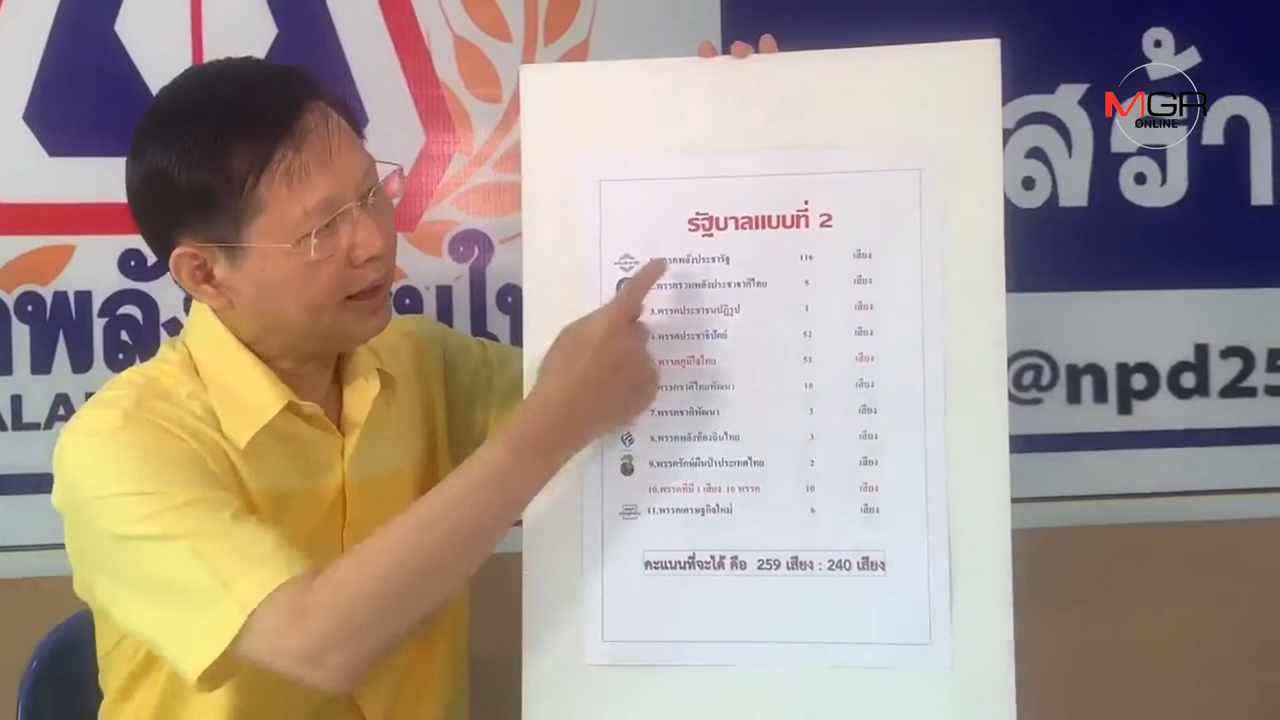 MGR
ONLINE
สร้า
@npd25
รัฐบาลแบบที่ 2
พรรคพลังประชารัฐ 116 เสียง
2.พรรครวมพลังประชาชาติไทย 5 เสียง
3.พรรคประชาชนปฏิรูป 1 เสียง
4.พรรคประชาธิปัตย์ 52 เสียง
พรรคภูมิใจไทย 51 เสียง
พรรคชาติไทยพัฒนา 10 เสียง
7.พรรคชาติพัฒนา 3 เสียง
8.พรรคพลังท้องถิ่นไทย 3 เสียง
9.พรรครักษ์ผืนป่าประเทศไทย 2 เสียง
10.พรรคที่มี 1 เสียง 10 พรรค 10 เสียง
11.พรรคเศรษฐกิจใหม่ 6 เสียง
คะแนนที่จะได้ คือ 259 เสียง : 240 เสียง